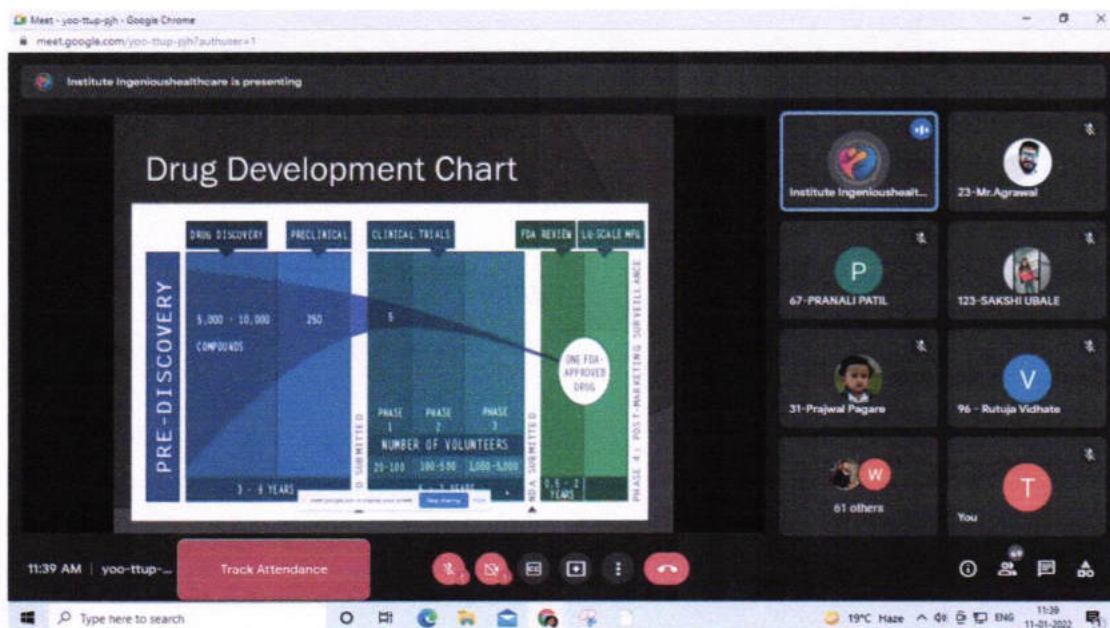 Meet - yoo-ttup-pjh - Google Chrome
meet.google.com/yoo-ttup-pjh?authuser=1
Institute Ingenioushealthcare is presenting
Drug Development Chart
DRUG DISCOVERY
PRECLINICAL
CLINICAL TRIALS
FDA REVIEW
LG-SCALE MFG
PRE-DISCOVERY
5,000 - 10,000
COMPOUNDS
250
5
ONE FDA-
APPROVED
DRUG
PHASE 1
PHASE 2
PHASE 3
NUMBER OF VOLUNTEERS
20-100
100-500
1,000-5,000
3 - 6 YEARS
0.5 - 2
YEARS
SUBMITTED
NDA SUBMITTED
PHASE 4: POST-MARKETING SURVEILLANCE
Stop sharing
Institute Ingenioushealt...
23-Mr.Agrawal
P
67-PRANALI PATIL
123-SAKSHI UBALE
31-Prajwal Pagare
V
96 - Rutuja Vidhate
W
61 others
T
You
11:39 AM | yoo-ttup-...
Track Attendance
69
Type here to search
19°C Haze
ENG
11:39
11-01-2022